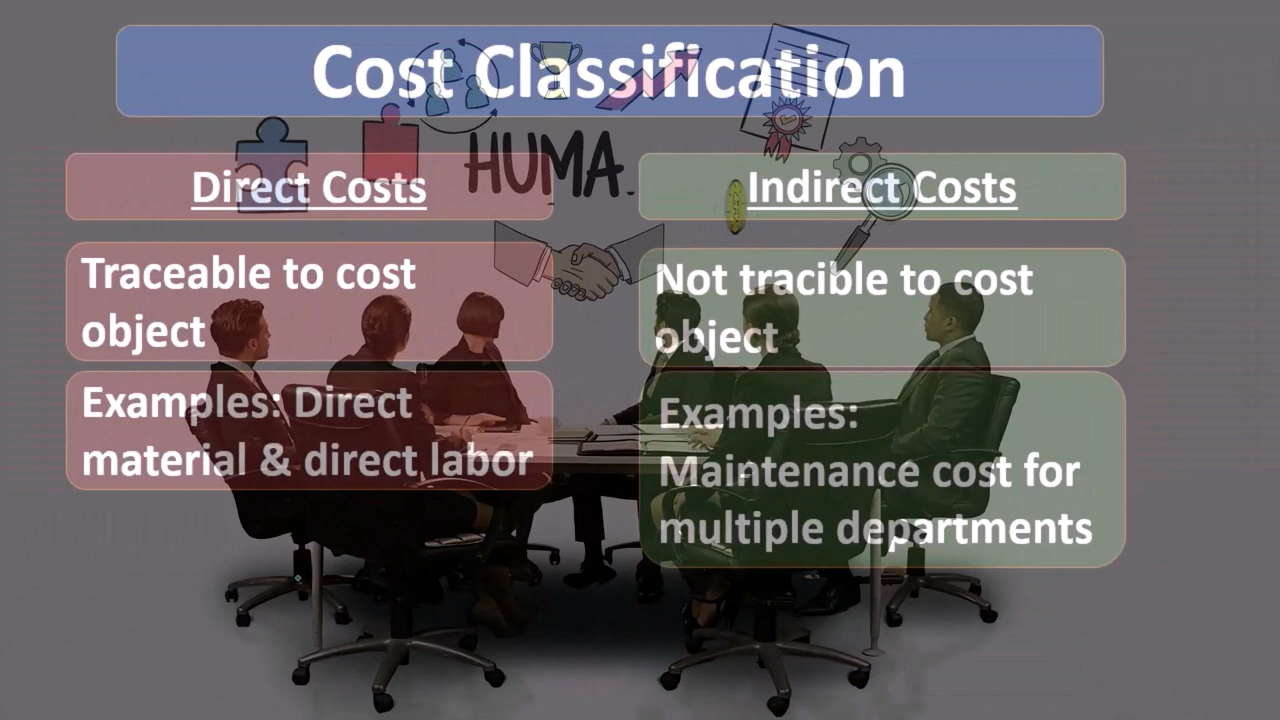 Cost Classification
HUMA.
Direct Costs
Traceable to cost
object
Examples: Direct
material & direct labor
Indirect Costs
Not tracible to cost
object
Examples:
Maintenance cost for
multiple departments